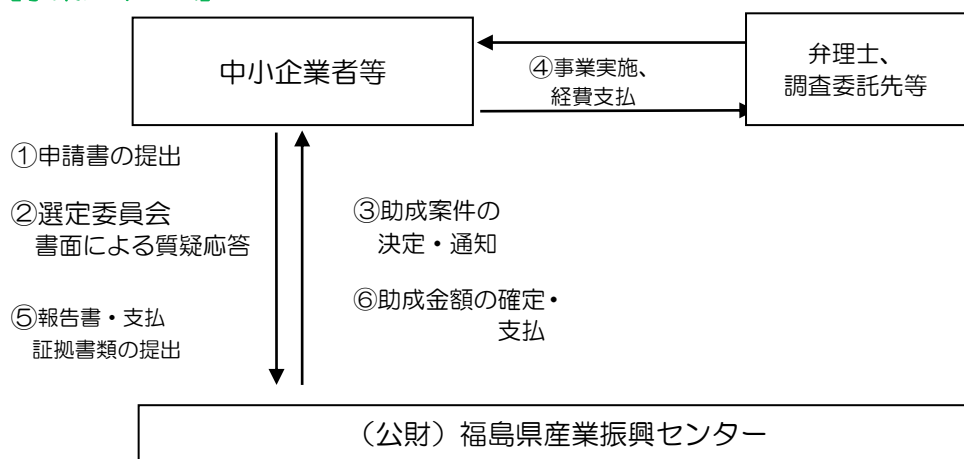 中小企業者等
弁理士、
調査委託先等
④事業実施、
経費支払
①申請書の提出
②選定委員会
書面による質疑応答
③助成案件の
決定・通知
⑤報告書・支払
証拠書類の提出
⑥助成金額の確定・
支払
（公財）福島県産業振興センター